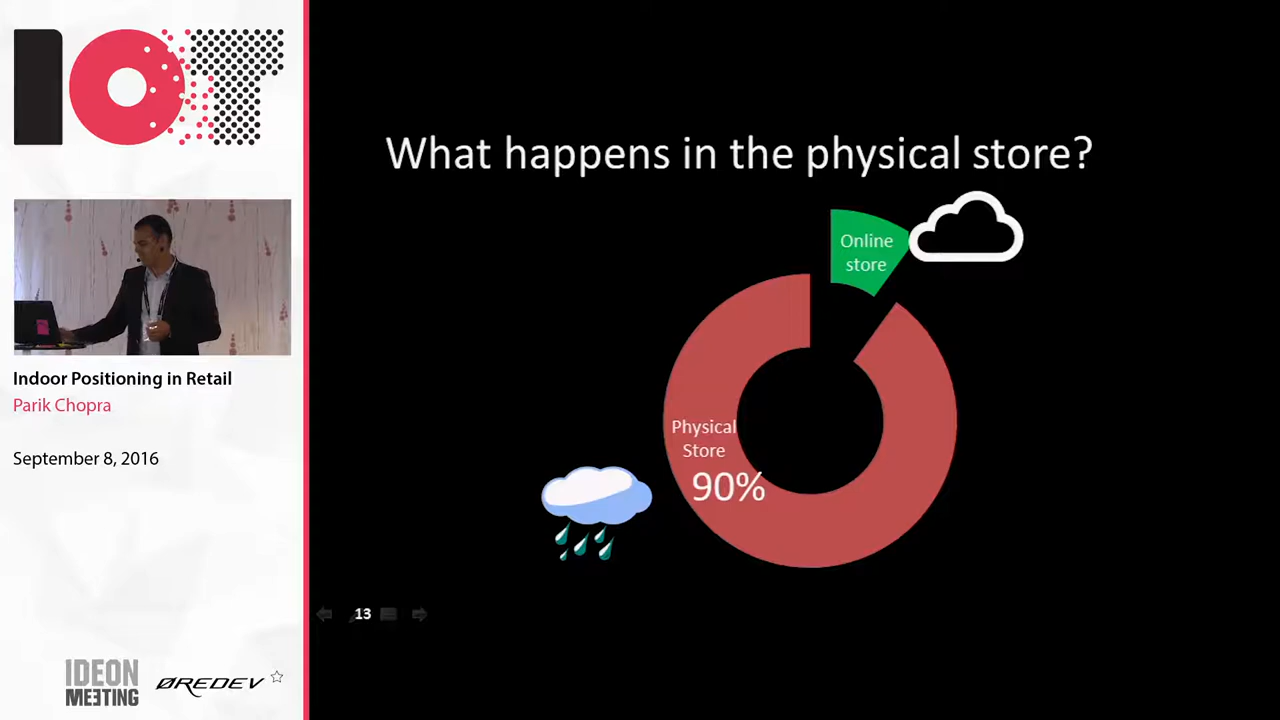 IOT
Indoor Positioning in Retail
Parik Chopra
September 8, 2016
IDEON
MEETING
ØREDEV
What happens in the physical store?
Online
store
Physical
Store
90%
13